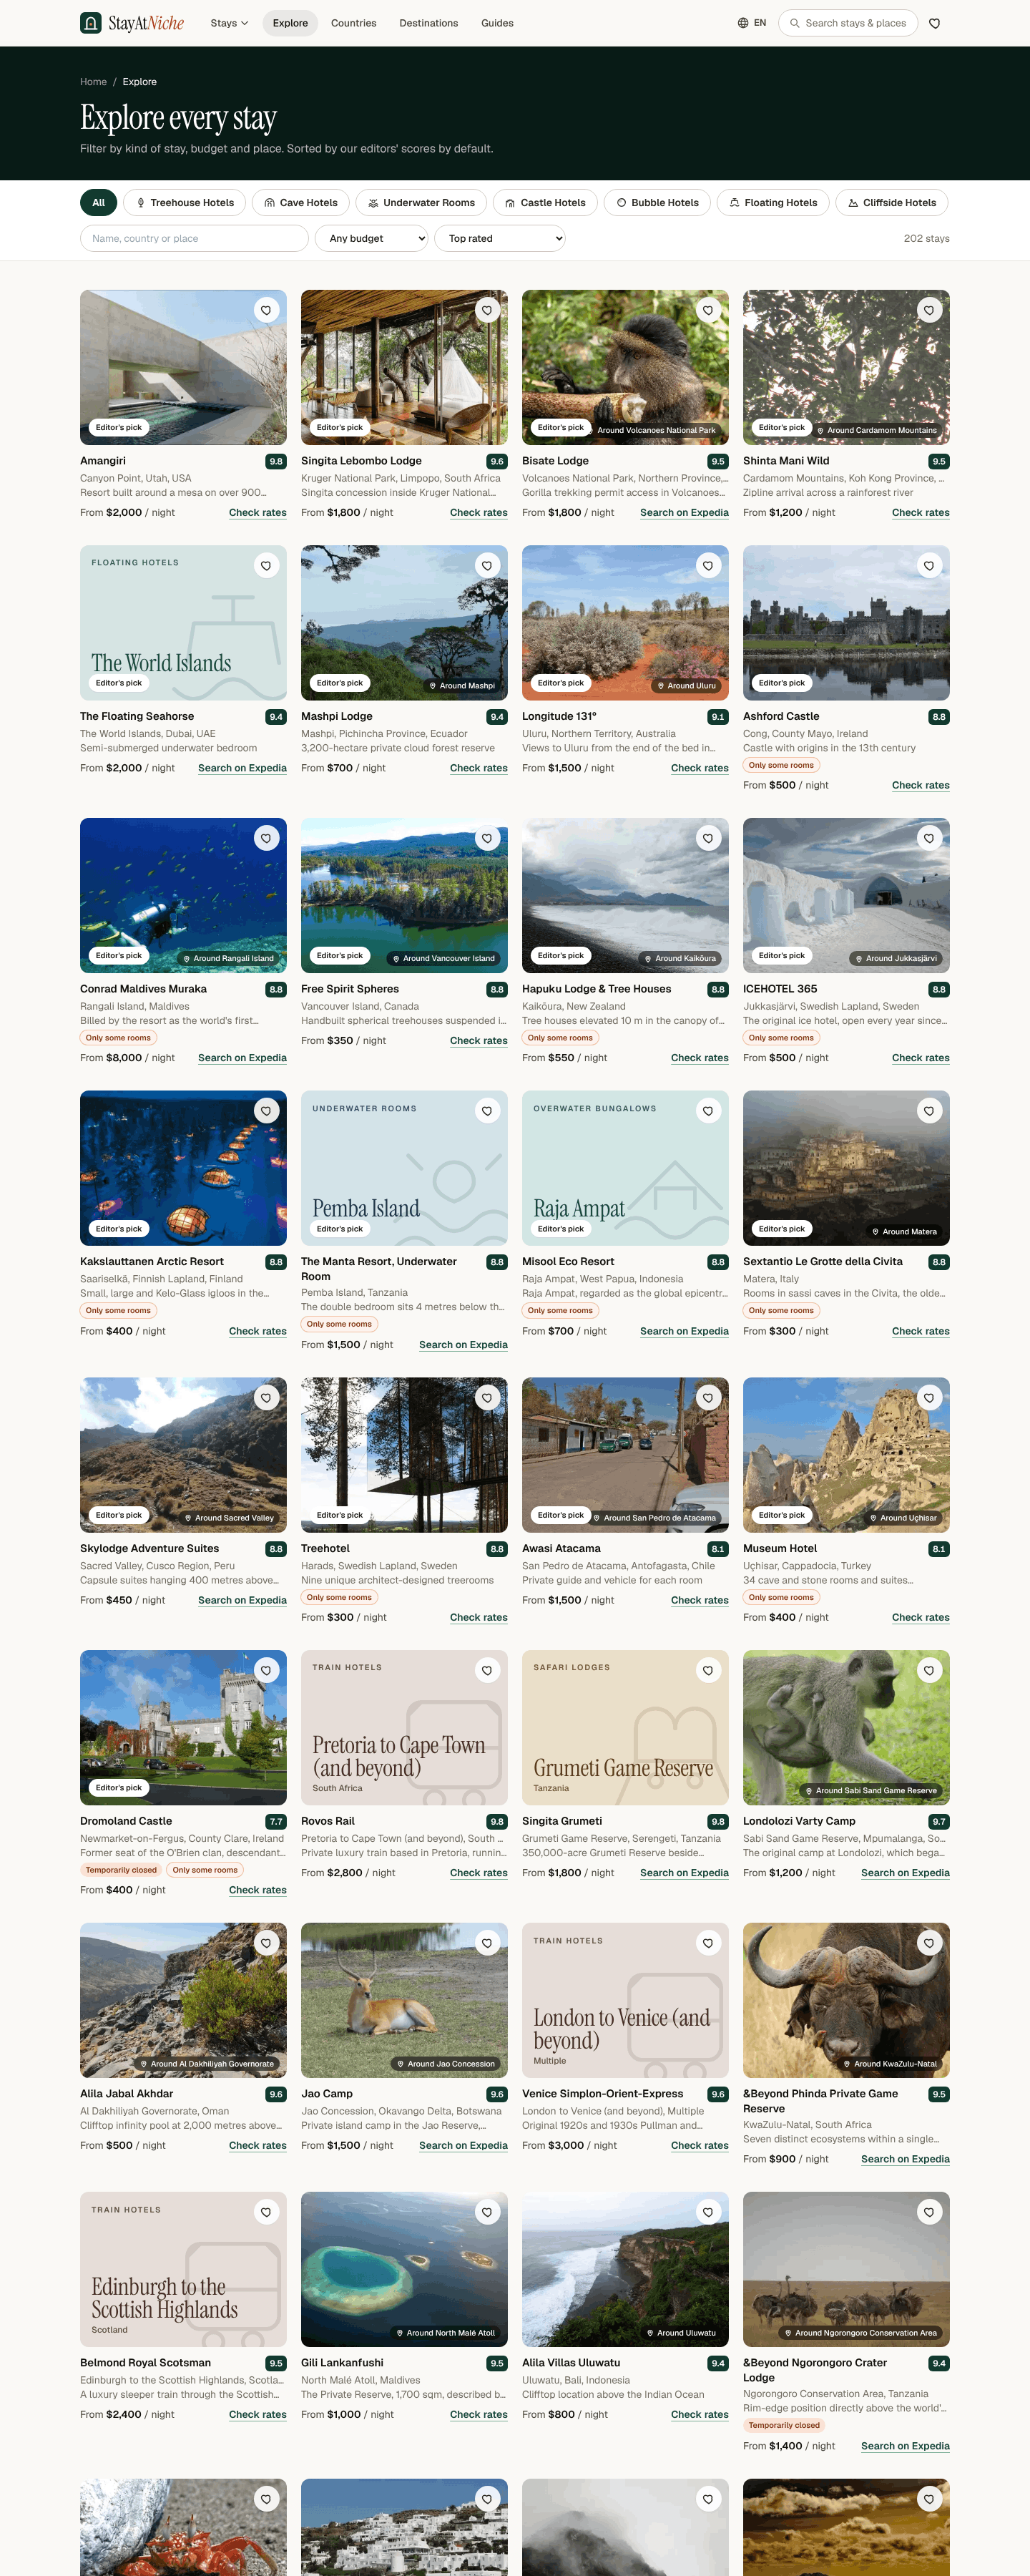 StayAtNiche
Stays
Explore
Countries
Destinations
Guides
EN
Search stays & places
Home / Explore
Explore every stay
Filter by kind of stay, budget and place. Sorted by our editors' scores by default.
All
Treehouse Hotels
Cave Hotels
Underwater Rooms
Castle Hotels
Bubble Hotels
Floating Hotels
Cliffside Hotels
Name, country or place
Any budget
Top rated
202 stays
Editor's pick
Amangiri 9.8
Canyon Point, Utah, USA
Resort built around a mesa on over 900…
From $2,000 / night Check rates
Editor's pick
Singita Lebombo Lodge 9.6
Kruger National Park, Limpopo, South Africa
Singita concession inside Kruger National…
From $1,800 / night Check rates
Editor's pick
Around Volcanoes National Park
Bisate Lodge 9.5
Volcanoes National Park, Northern Province,…
Gorilla trekking permit access in Volcanoes…
From $1,800 / night Search on Expedia
Editor's pick
Around Cardamom Mountains
Shinta Mani Wild 9.5
Cardamom Mountains, Koh Kong Province, …
Zipline arrival across a rainforest river
From $1,200 / night Check rates
FLOATING HOTELS
The World Islands
Editor's pick
The Floating Seahorse 9.4
The World Islands, Dubai, UAE
Semi-submerged underwater bedroom
From $2,000 / night Search on Expedia
Editor's pick
Around Mashpi
Mashpi Lodge 9.4
Mashpi, Pichincha Province, Ecuador
3,200-hectare private cloud forest reserve
From $700 / night Check rates
Editor's pick
Around Uluru
Longitude 131° 9.1
Uluru, Northern Territory, Australia
Views to Uluru from the end of the bed in…
From $1,500 / night Check rates
Editor's pick
Ashford Castle 8.8
Cong, County Mayo, Ireland
Castle with origins in the 13th century
Only some rooms
From $500 / night Check rates
Editor's pick
Around Rangali Island
Conrad Maldives Muraka 8.8
Rangali Island, Maldives
Billed by the resort as the world's first…
Only some rooms
From $8,000 / night Search on Expedia
Editor's pick
Around Vancouver Island
Free Spirit Spheres 8.8
Vancouver Island, Canada
Handbuilt spherical treehouses suspended i…
From $350 / night Check rates
Editor's pick
Around Kaikōura
Hapuku Lodge & Tree Houses 8.8
Kaikōura, New Zealand
Tree houses elevated 10 m in the canopy of…
Only some rooms
From $550 / night Check rates
Editor's pick
Around Jukkasjärvi
ICEHOTEL 365 8.8
Jukkasjärvi, Swedish Lapland, Sweden
The original ice hotel, open every year since…
Only some rooms
From $500 / night Check rates
Editor's pick
Kakslauttanen Arctic Resort 8.8
Saariselkä, Finnish Lapland, Finland
Small, large and Kelo-Glass igloos in the…
Only some rooms
From $400 / night Check rates
UNDERWATER ROOMS
Pemba Island
Editor's pick
The Manta Resort, Underwater Room 8.8
Pemba Island, Tanzania
The double bedroom sits 4 metres below th…
Only some rooms
From $1,500 / night Search on Expedia
OVERWATER BUNGALOWS
Raja Ampat
Editor's pick
Misool Eco Resort 8.8
Raja Ampat, West Papua, Indonesia
Raja Ampat, regarded as the global epicentr…
Only some rooms
From $700 / night Search on Expedia
Editor's pick
Around Matera
Sextantio Le Grotte della Civita 8.8
Matera, Italy
Rooms in sassi caves in the Civita, the olde…
Only some rooms
From $300 / night Check rates
Editor's pick
Around Sacred Valley
Skylodge Adventure Suites 8.8
Sacred Valley, Cusco Region, Peru
Capsule suites hanging 400 metres above…
From $450 / night Search on Expedia
Editor's pick
Treehotel 8.8
Harads, Swedish Lapland, Sweden
Nine unique architect-designed treerooms
Only some rooms
From $300 / night Check rates
Editor's pick
Around San Pedro de Atacama
Awasi Atacama 8.1
San Pedro de Atacama, Antofagasta, Chile
Private guide and vehicle for each room
From $1,500 / night Check rates
Editor's pick
Around Uçhisar
Museum Hotel 8.1
Uçhisar, Cappadocia, Turkey
34 cave and stone rooms and suites…
Only some rooms
From $400 / night Check rates
Editor's pick
Dromoland Castle 7.7
Newmarket-on-Fergus, County Clare, Ireland
Former seat of the O'Brien clan, descendant…
Temporarily closed
Only some rooms
From $400 / night Check rates
TRAIN HOTELS
Pretoria to Cape Town
(and beyond)
South Africa
Rovos Rail 9.8
Pretoria to Cape Town (and beyond), South …
Private luxury train based in Pretoria, runnin…
From $2,800 / night Check rates
SAFARI LODGES
Grumeti Game Reserve
Tanzania
Singita Grumeti 9.8
Grumeti Game Reserve, Serengeti, Tanzania
350,000-acre Grumeti Reserve beside…
From $1,800 / night Search on Expedia
Around Sabi Sand Game Reserve
Londolozi Varty Camp 9.7
Sabi Sand Game Reserve, Mpumalanga, So…
The original camp at Londolozi, which bega…
From $1,200 / night Search on Expedia
Around Al Dakhiliyah Governorate
Alila Jabal Akhdar 9.6
Al Dakhiliyah Governorate, Oman
Clifftop infinity pool at 2,000 metres above…
From $500 / night Check rates
Around Jao Concession
Jao Camp 9.6
Jao Concession, Okavango Delta, Botswana
Private island camp in the Jao Reserve,…
From $1,500 / night Search on Expedia
TRAIN HOTELS
London to Venice (and
beyond)
Multiple
Venice Simplon-Orient-Express 9.6
London to Venice (and beyond), Multiple
Original 1920s and 1930s Pullman and…
From $3,000 / night Check rates
Around KwaZulu-Natal
&Beyond Phinda Private Game Reserve 9.5
KwaZulu-Natal, South Africa
Seven distinct ecosystems within a single…
From $900 / night Search on Expedia
TRAIN HOTELS
Edinburgh to the
Scottish Highlands
Scotland
Belmond Royal Scotsman 9.5
Edinburgh to the Scottish Highlands, Scotla…
A luxury sleeper train through the Scottish…
From $2,400 / night Check rates
Around North Malé Atoll
Gili Lankanfushi 9.5
North Malé Atoll, Maldives
The Private Reserve, 1,700 sqm, described b…
From $1,000 / night Check rates
Around Uluwatu
Alila Villas Uluwatu 9.4
Uluwatu, Bali, Indonesia
Clifftop location above the Indian Ocean
From $800 / night Check rates
Around Ngorongoro Conservation Area
&Beyond Ngorongoro Crater Lodge 9.4
Ngorongoro Conservation Area, Tanzania
Rim-edge position directly above the world'…
Temporarily closed
From $1,400 / night Search on Expedia